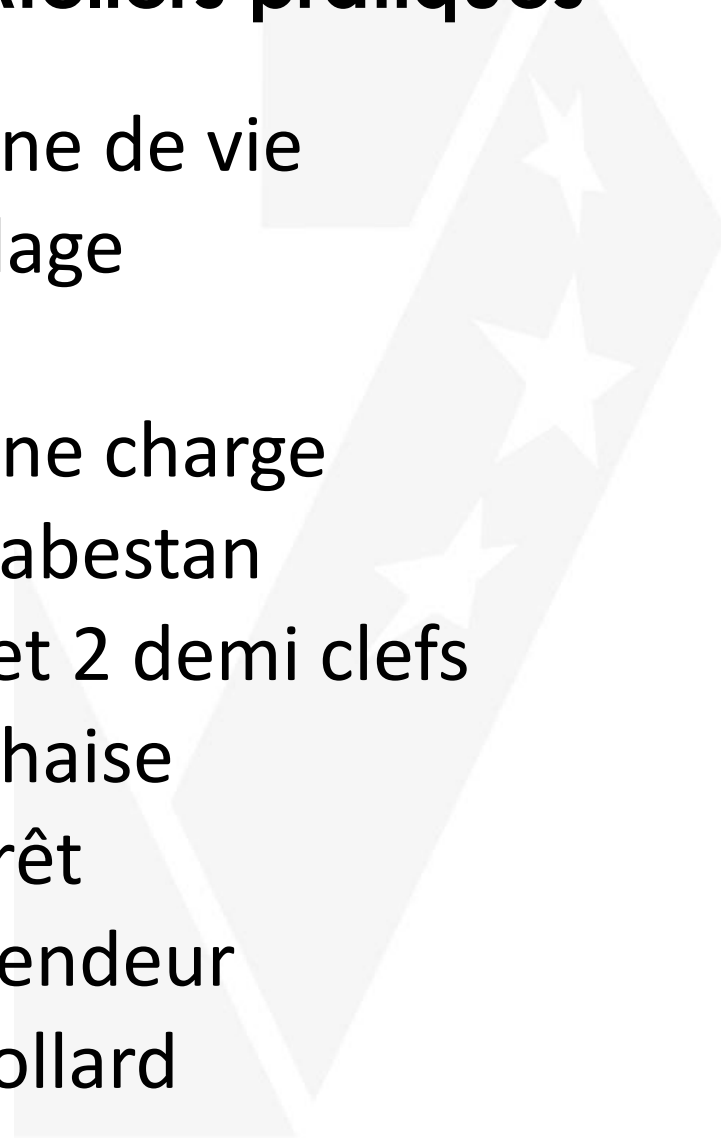 ne de vie
lage
ne charge
abestan
et 2 demi clefs
haise
rêt
endeur
ollard